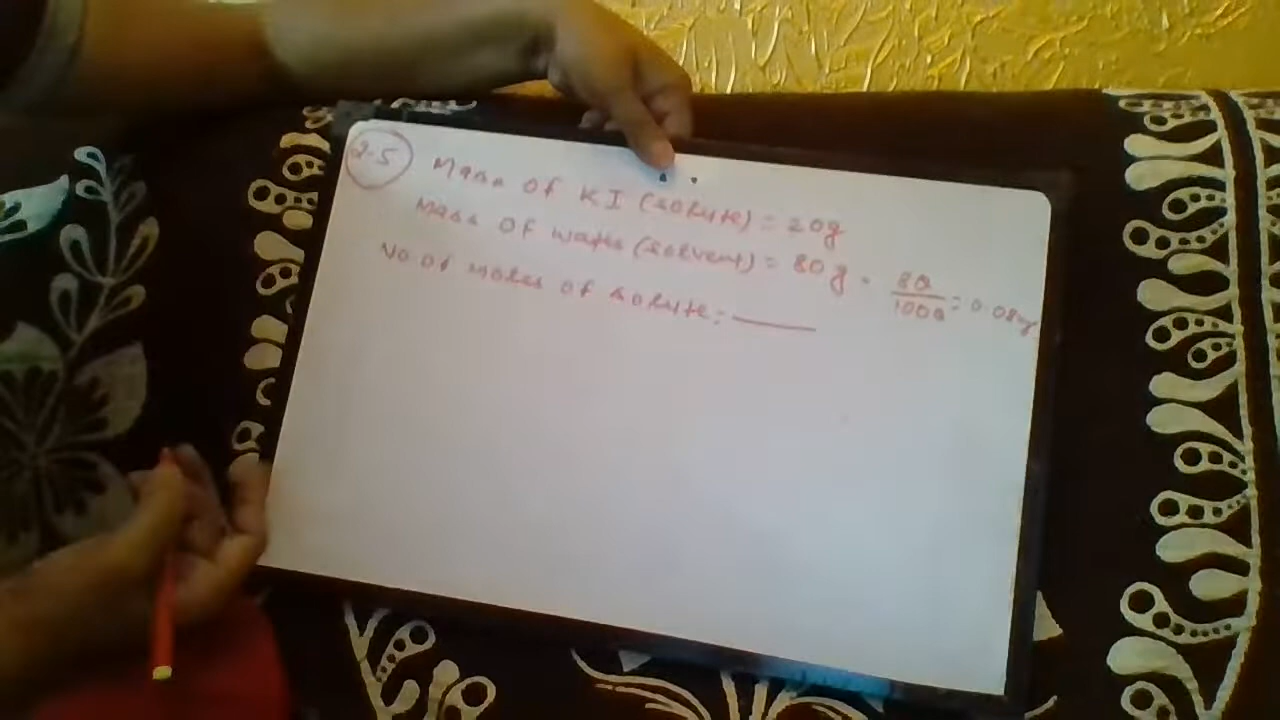 2.5
Mass of KI (solute) = 20g
Mass of water (solvent) = 80g = 80/1000 = 0.08kg
No of moles of solute =